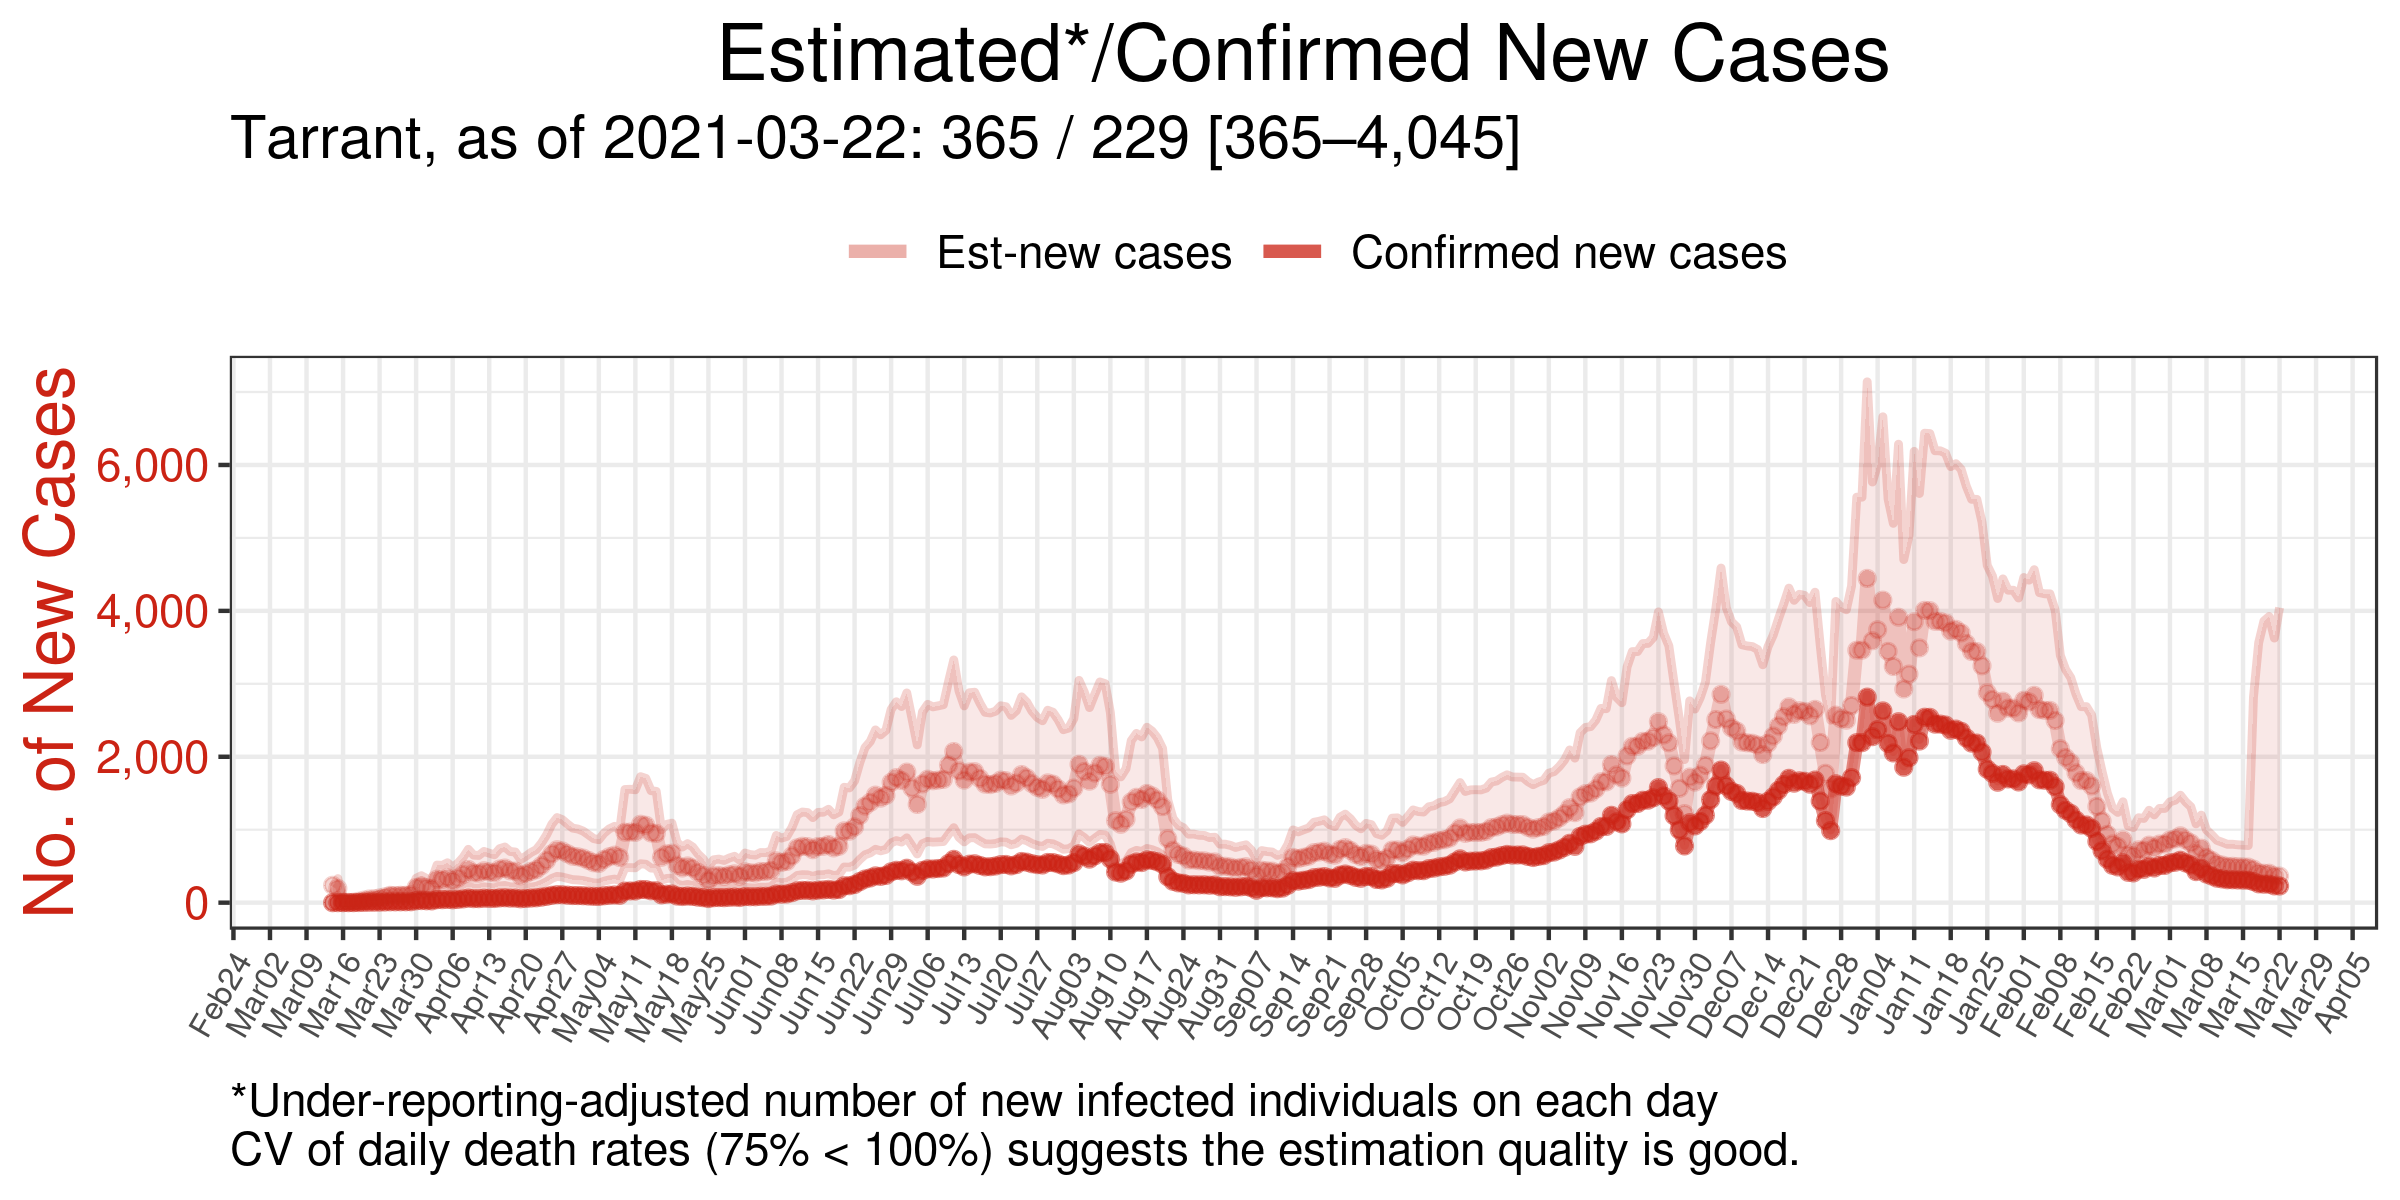 Estimated*/Confirmed New Cases
Tarrant, as of 2021-03-22: 365 / 229 [365–4,045]
Est-new cases Confirmed new cases
No. of New Cases
6,000
4,000
2,000
0
Feb24 Mar02 Mar09 Mar16 Mar23 Mar30 Apr06 Apr13 Apr20 Apr27 May04 May11 May18 May25 Jun01 Jun08 Jun15 Jun22 Jun29 Jul06 Jul13 Jul20 Jul27 Aug03 Aug10 Aug17 Aug24 Aug31 Sep07 Sep14 Sep21 Sep28 Oct05 Oct12 Oct19 Oct26 Nov02 Nov09 Nov16 Nov23 Nov30 Dec07 Dec14 Dec21 Dec28 Jan04 Jan11 Jan18 Jan25 Feb01 Feb08 Feb15 Feb22 Mar01 Mar08 Mar15 Mar22 Mar29 Apr05
*Under-reporting-adjusted number of new infected individuals on each day
CV of daily death rates (75% < 100%) suggests the estimation quality is good.